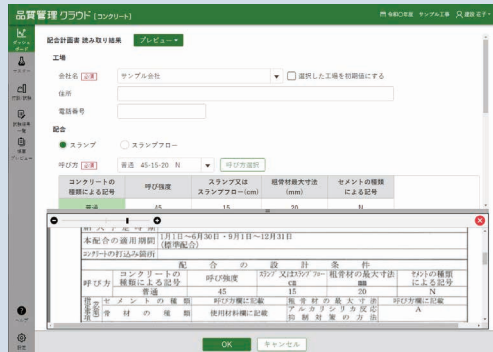 品質管理クラウド [コンクリート]
令和〇年度 サンプル工事
建設 花子
ダッシュボード
配合計画書 読み取り結果
プレビュー
工場
会社名 必須
サンプル会社
選択した工場を初期値にする
住所
電話番号
配合
スランプ
スランプフロー
呼び方 必須
普通 45-15-20 N
呼び方選択
コンクリートの種類による記号
呼び強度
スランプ又はスランプフロー(cm)
粗骨材最大寸法(mm)
セメントの種類による記号
普通
45
15
20
N
本配合の適用期間
1月1日～6月30日・9月1日～12月31日
(標準配合)
コンクリートの打込み箇所
配合の設計条件
呼び方
コンクリートの種類による記号
呼び強度
スランプ又はスランプフロー cm
粗骨材の最大寸法 mm
セメントの種類による記号
普通
45
15
20
N
セメントの種類
呼び方欄に記載
粗骨材の最大寸法
呼び方欄に記載
骨材の種類
使用材料欄に記載
アルカリシリカ反応抑制対策の方法
A
OK
キャンセル
ヘルプ
設定